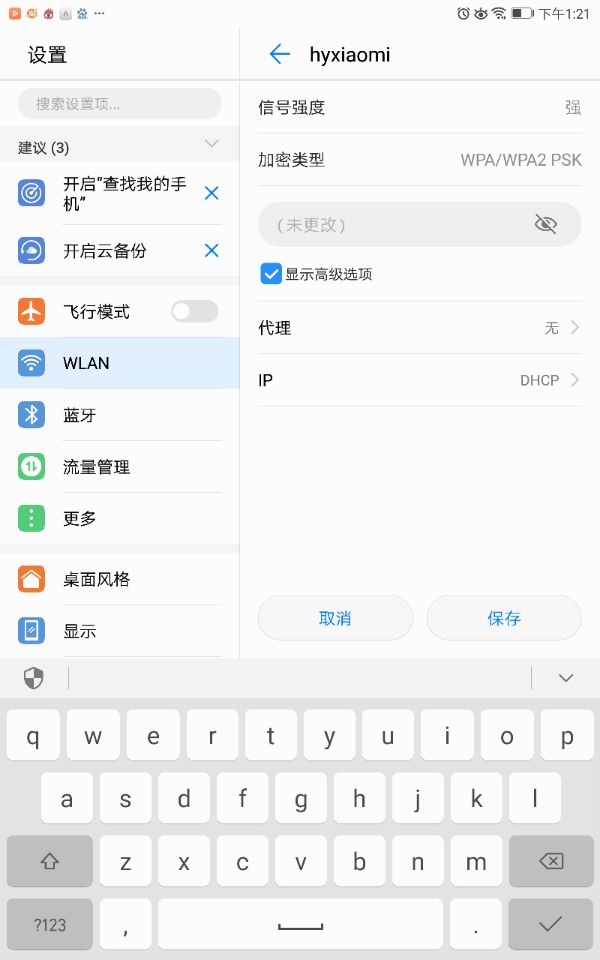 下午1:21
设置
搜索设置项...
建议 (3)
开启“查找我的手
机”
开启云备份
飞行模式
WLAN
蓝牙
流量管理
更多
桌面风格
显示
hyxiaomi
信号强度 强
加密类型 WPA/WPA2 PSK
（未更改）
显示高级选项
代理 无
IP DHCP
取消 保存
q w e r t y u i o p
a s d f g h j k l
z x c v b n m
?123 , .